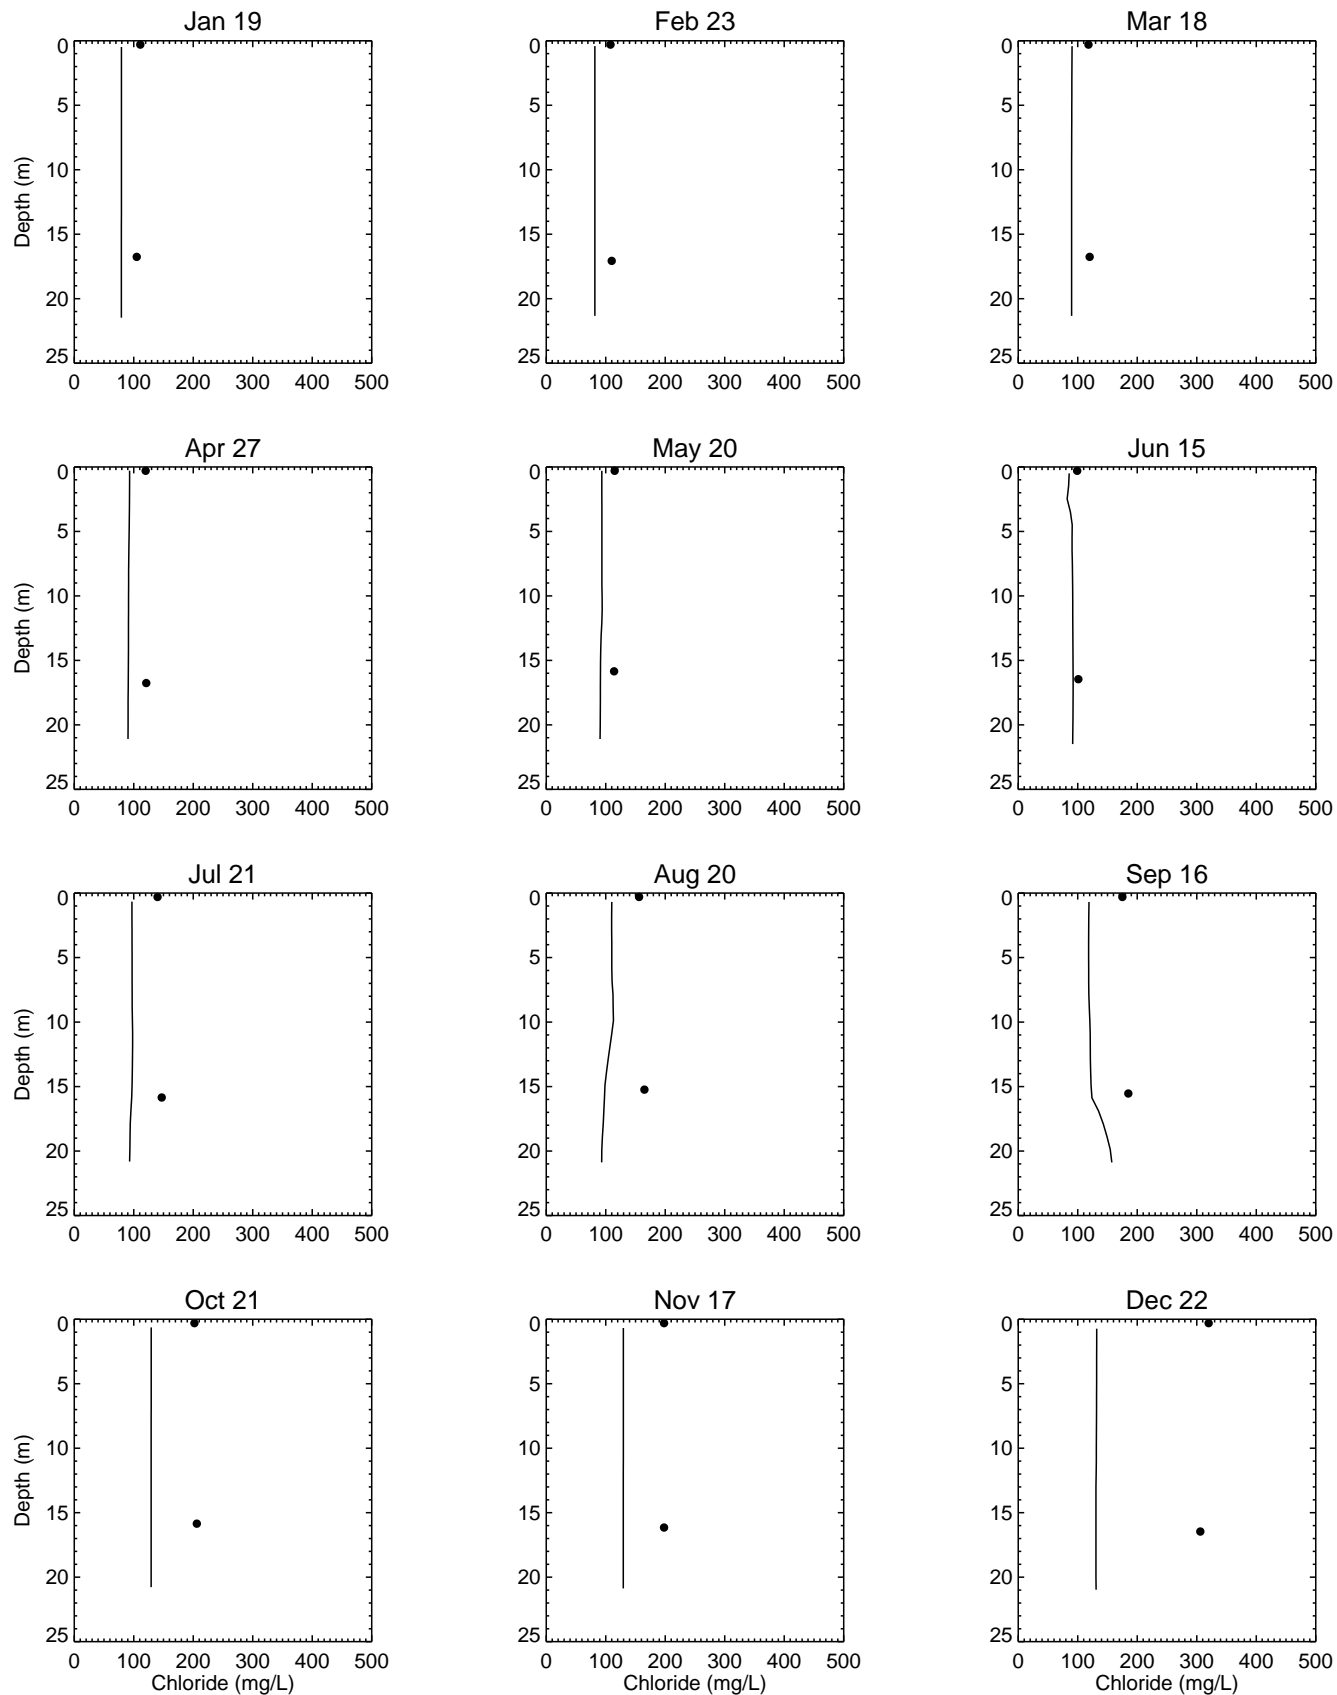 Jan 19 Feb 23 Mar 18
0 0 0
5 5 5
10 10 10
Depth (m)
15 15 15
20 20 20
25 25 25
0 100 200 300 400 500 0 100 200 300 400 500 0 100 200 300 400 500
Apr 27 May 20 Jun 15
0 0 0
5 5 5
10 10 10
Depth (m)
15 15 15
20 20 20
25 25 25
0 100 200 300 400 500 0 100 200 300 400 500 0 100 200 300 400 500
Jul 21 Aug 20 Sep 16
0 0 0
5 5 5
10 10 10
Depth (m)
15 15 15
20 20 20
25 25 25
0 100 200 300 400 500 0 100 200 300 400 500 0 100 200 300 400 500
Oct 21 Nov 17 Dec 22
0 0 0
5 5 5
10 10 10
Depth (m)
15 15 15
20 20 20
25 25 25
0 100 200 300 400 500 0 100 200 300 400 500 0 100 200 300 400 500
Chloride (mg/L) Chloride (mg/L) Chloride (mg/L)